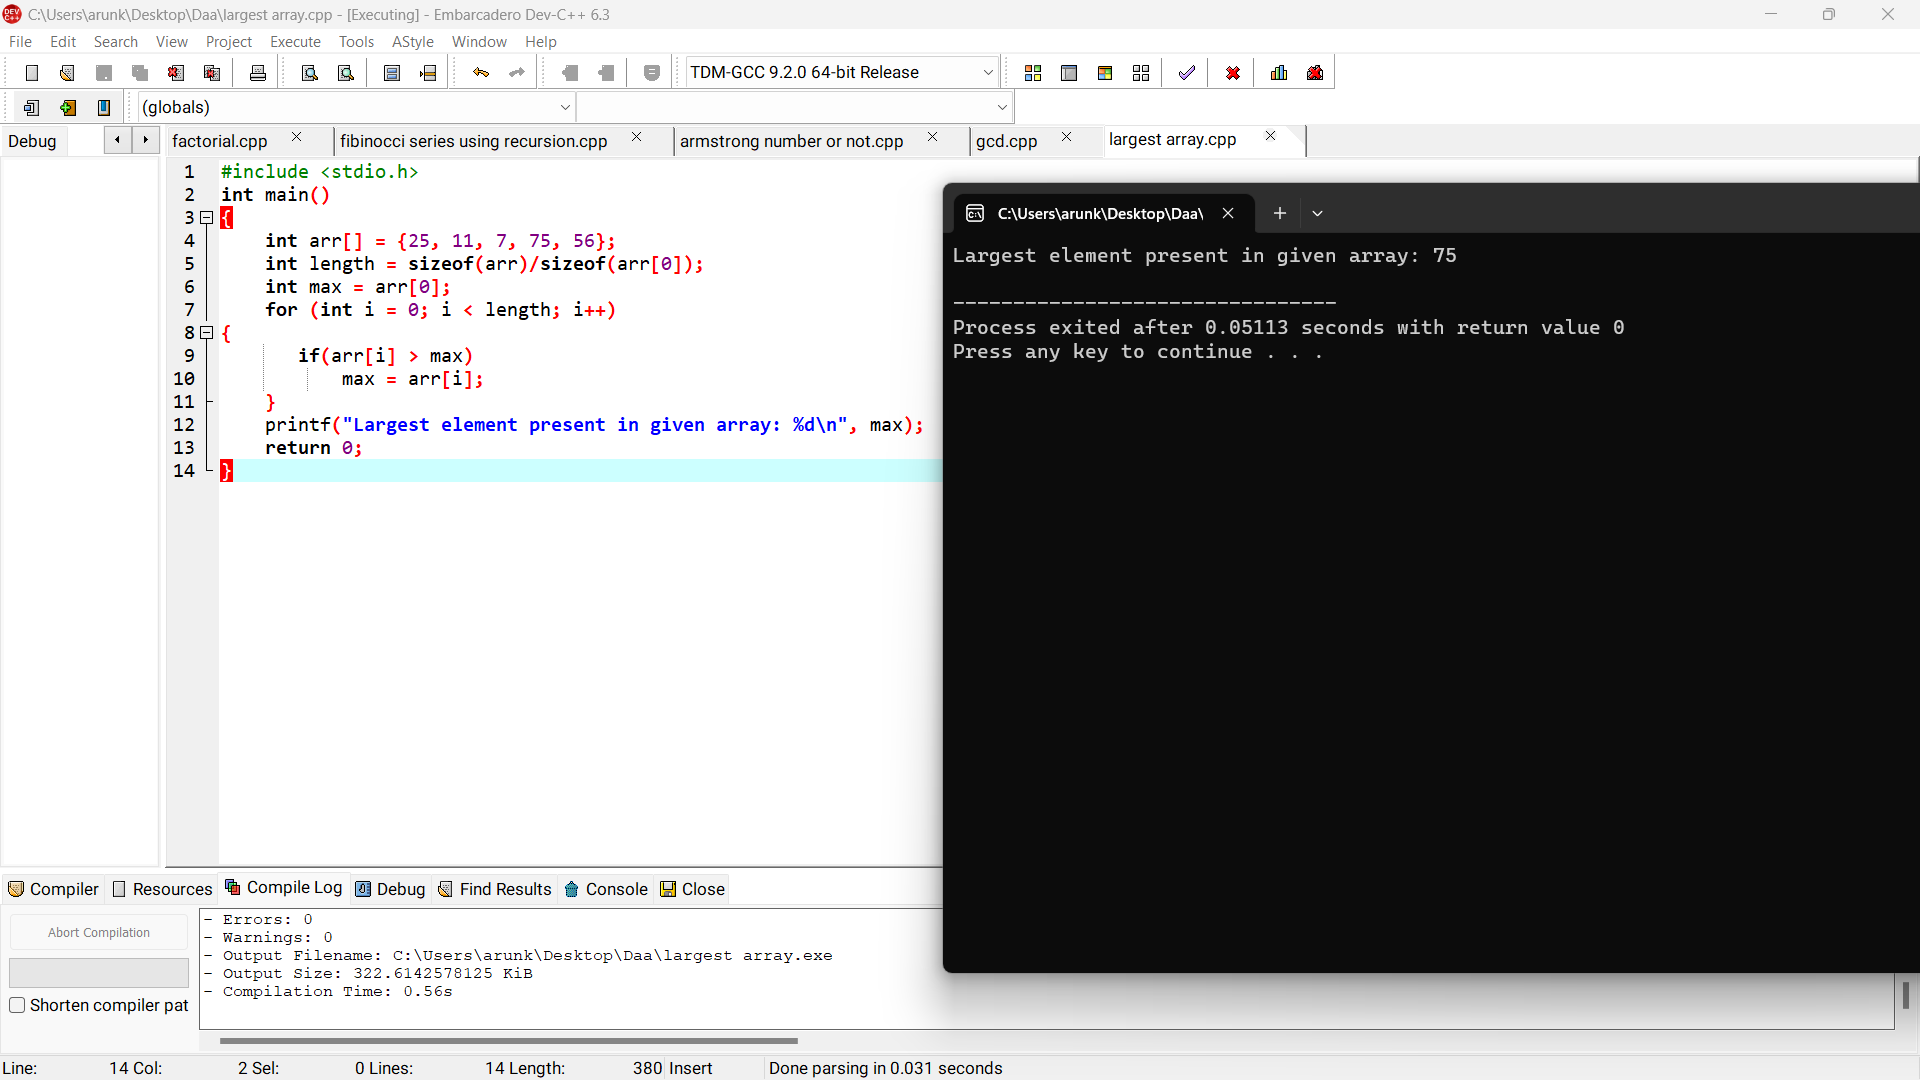 C:\Users\arunk\Desktop\Daa\largest array.cpp - [Executing] - Embarcadero Dev-C++ 6.3
File Edit Search View Project Execute Tools AStyle Window Help
TDM-GCC 9.2.0 64-bit Release
(globals)
Debug
factorial.cpp fibinocci series using recursion.cpp armstrong number or not.cpp gcd.cpp largest array.cpp
1 #include <stdio.h>
2 int main()
3 {
4 int arr[] = {25, 11, 7, 75, 56};
5 int length = sizeof(arr)/sizeof(arr[0]);
6 int max = arr[0];
7 for (int i = 0; i < length; i++)
8 {
9 if(arr[i] > max)
10 max = arr[i];
11 }
12 printf("Largest element present in given array: %d\n", max);
13 return 0;
14 }
C:\Users\arunk\Desktop\Daa\
Largest element present in given array: 75
--------------------------------
Process exited after 0.05113 seconds with return value 0
Press any key to continue . . .
Compiler Resources Compile Log Debug Find Results Console Close
Abort Compilation
Shorten compiler pat
- Errors: 0
- Warnings: 0
- Output Filename: C:\Users\arunk\Desktop\Daa\largest array.exe
- Output Size: 322.6142578125 KiB
- Compilation Time: 0.56s
Line: 14 Col: 2 Sel: 0 Lines: 14 Length: 380 Insert Done parsing in 0.031 seconds